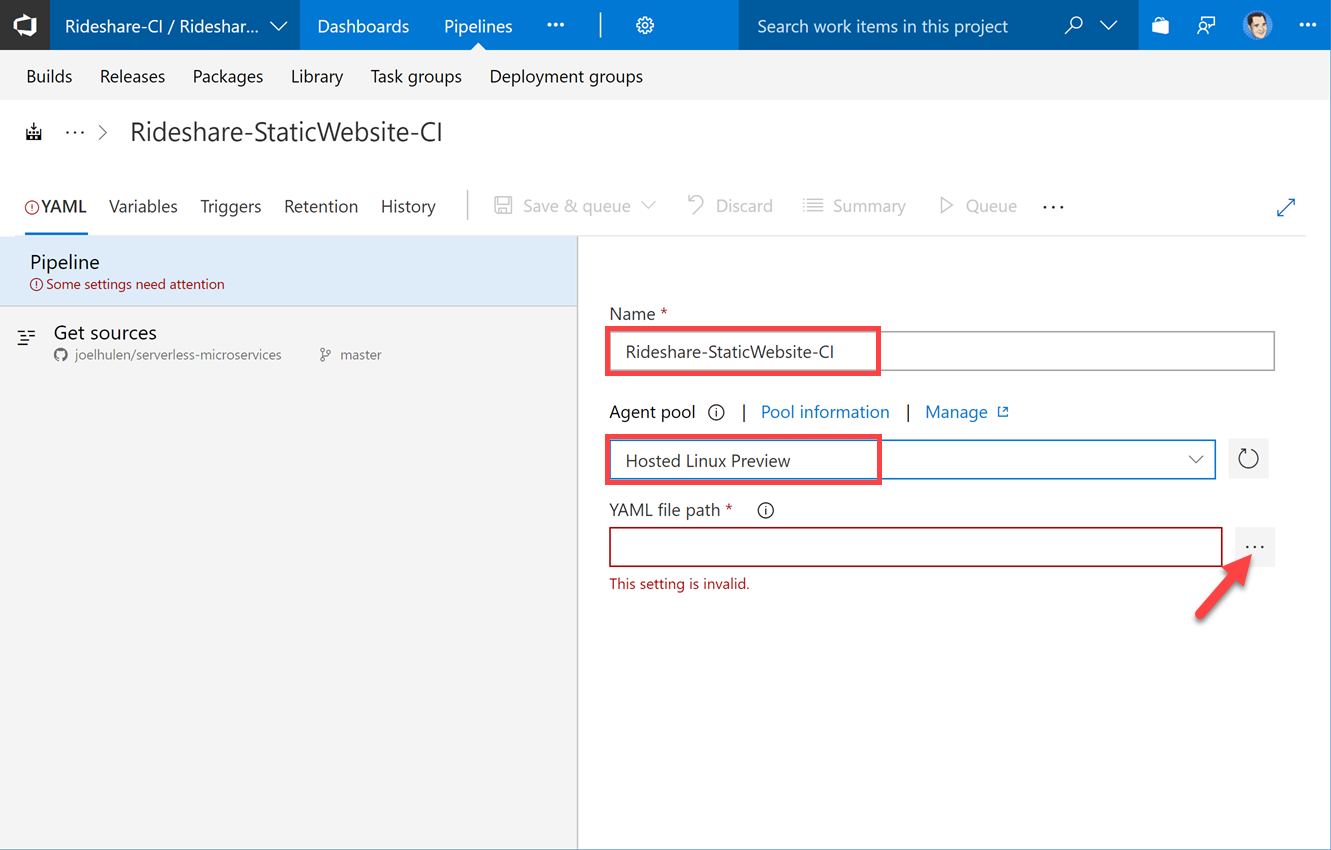 Rideshare-CI / Rideshar... Dashboards Pipelines ... Search work items in this project ...
Builds Releases Packages Library Task groups Deployment groups
... > Rideshare-StaticWebsite-CI
YAML Variables Triggers Retention History Save & queue Discard Summary Queue ...
Pipeline
Some settings need attention
Get sources
joelhulen/serverless-microservices master
Name *
Rideshare-StaticWebsite-CI
Agent pool | Pool information | Manage
Hosted Linux Preview
YAML file path *
...
This setting is invalid.